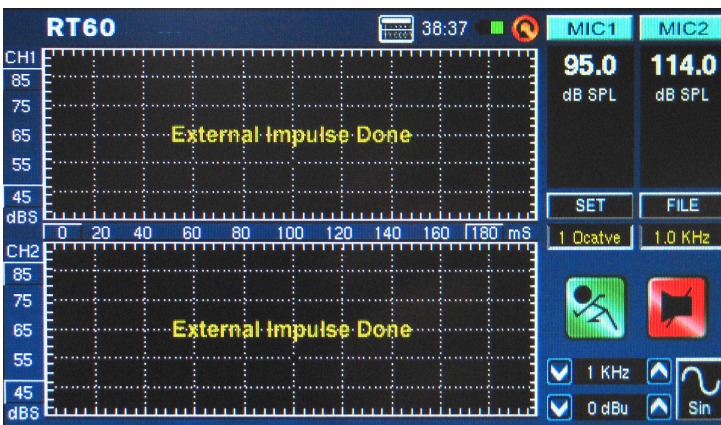 RT60 --- 38:37
MIC1 MIC2
95.0 114.0
dB SPL dB SPL
CH1
85
75
65
55
45
dBS
External Impulse Done
SET FILE
0 20 40 60 80 100 120 140 160 180 mS
1 Ocatve 1.0 KHz
CH2
85
75
65
55
45
dBS
External Impulse Done
1 KHz
0 dBu
Sin